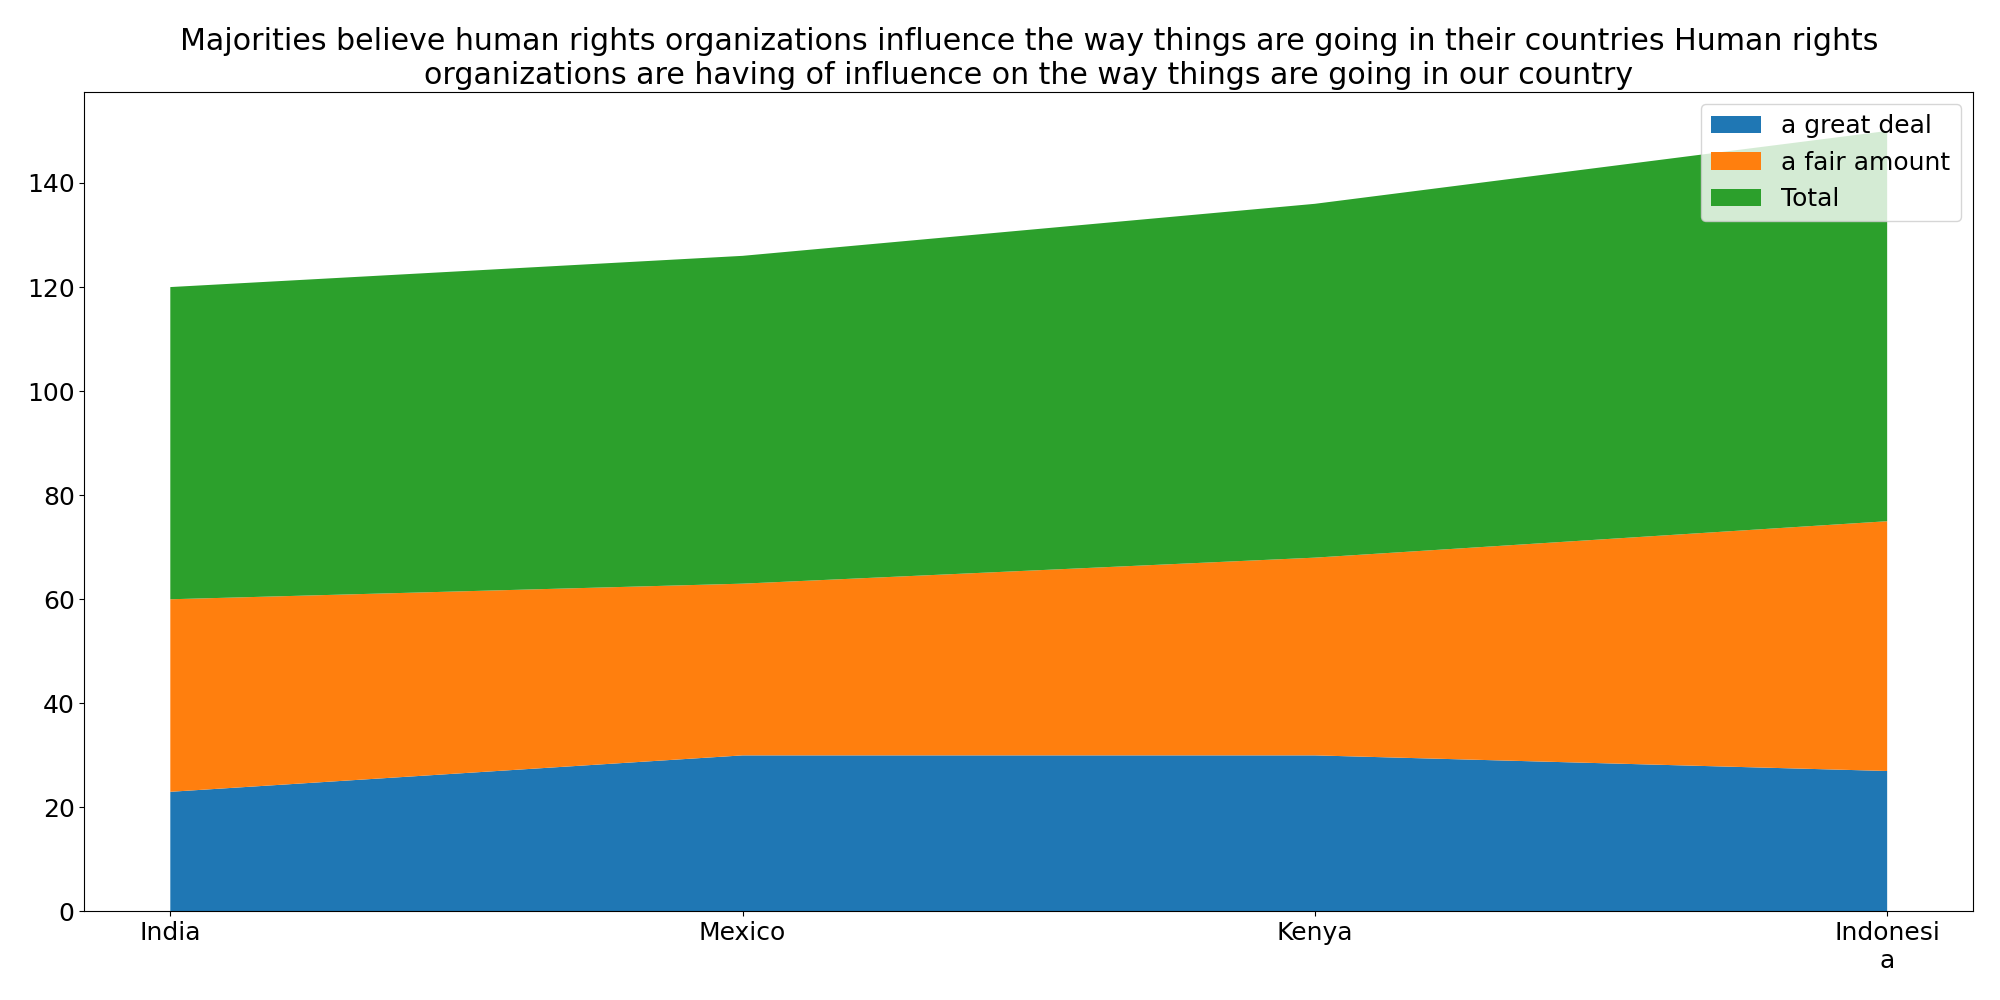 Majorities believe human rights organizations influence the way things are going in their countries Human rights
organizations are having of influence on the way things are going in our country
a great deal
a fair amount
Total
140
120
100
80
60
40
20
0
India
Mexico
Kenya
Indonesi
a